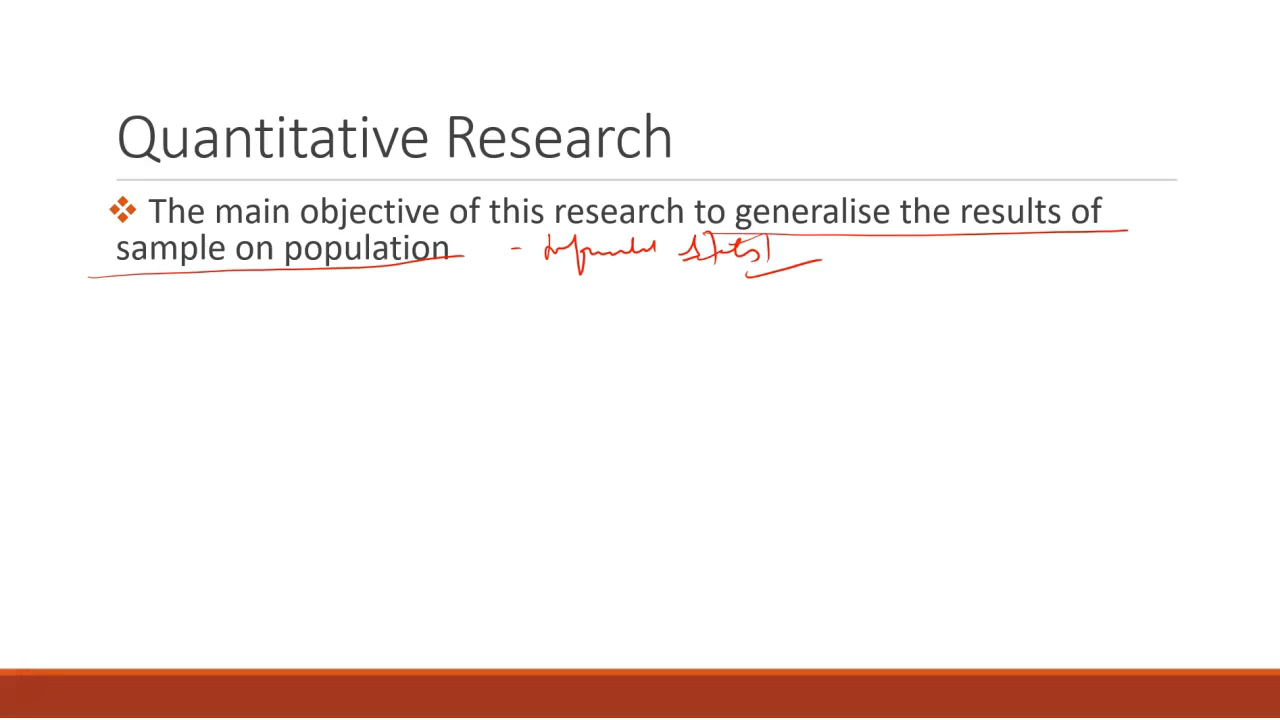 Quantitative Research
❖ The main objective of this research to generalise the results of
sample on population -